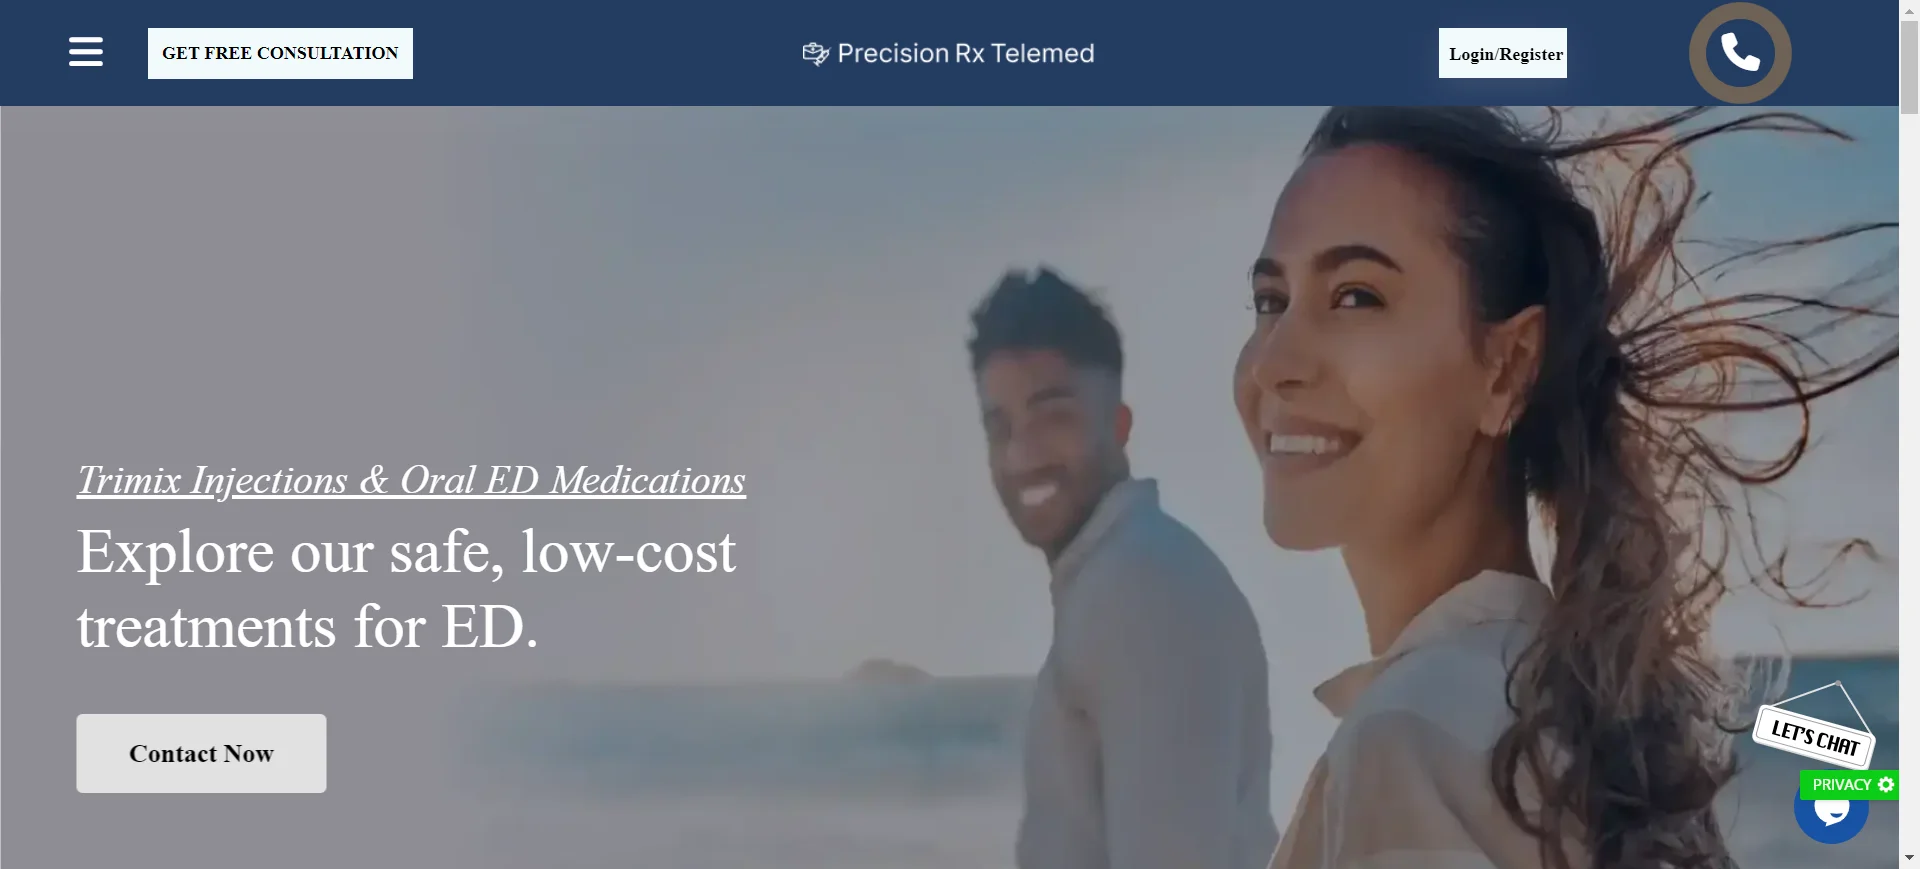 GET FREE CONSULTATION
Precision Rx Telemed
Login/Register
Trimix Injections & Oral ED Medications
Explore our safe, low-cost
treatments for ED.
Contact Now
LET'S CHAT
PRIVACY